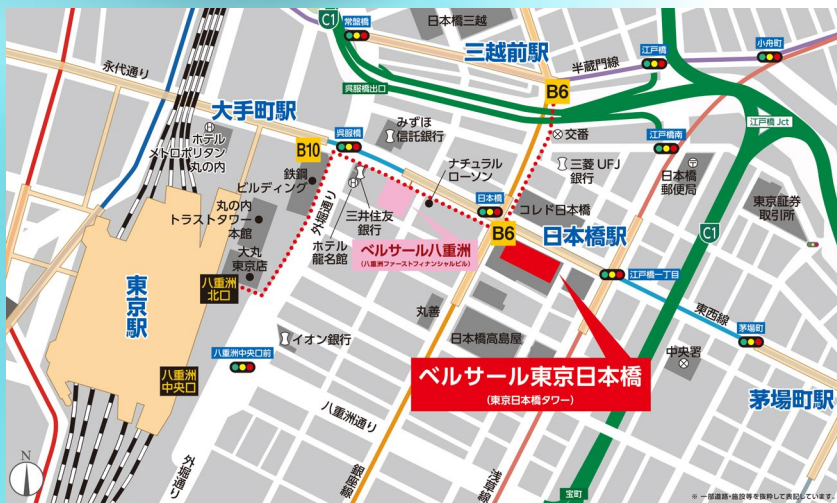 C1
常盤橋
日本橋三越
三越前駅
半蔵門線
江戸橋
小舟町
永代通り
呉服橋出口
B6
大手町駅
みずほ
信託銀行
交番
江戸橋南
江戸橋 Jct
ホテル
メトロポリタン
丸の内
B10
呉服橋
ナチュラル
ローソン
三菱 UFJ
銀行
日本橋
郵便局
鉄鋼
ビルディング
東京証券
取引所
丸の内
トラストタワー
本館
外堀通り
三井住友
銀行
日本橋
コレド日本橋
ホテル
龍名館
ベルサール八重洲
(八重洲ファーストフィナンシャルビル)
B6
日本橋駅
C1
大丸
東京店
八重洲
北口
江戸橋一丁目
東京駅
東西線
丸善
イオン銀行
日本橋高島屋
茅場町
八重洲中央口前
中央署
八重洲
中央口
ベルサール東京日本橋
(東京日本橋タワー)
茅場町駅
八重洲通り
N
外堀通り
銀座線
浅草線
宝町
※ 一部道路・施設等を抜粋して表記しています。